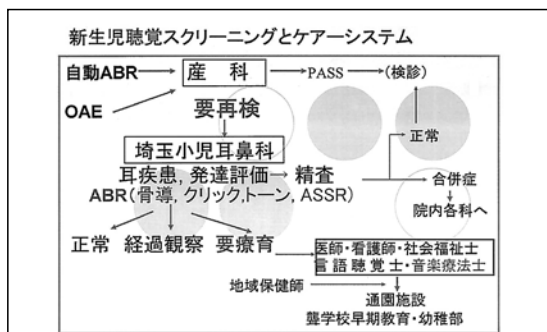 新生児聴覚スクリーニングとケアーシステム
自動ABR 産科 PASS (検診)
OAE
要再検
正常
埼玉小児耳鼻科
耳疾患, 発達評価 精査
合併症
ABR(骨導, クリック, トーン, ASSR)
院内各科へ
正常 経過観察 要療育
医師・看護師・社会福祉士
言語聴覚士・音楽療法士
地域保健師
通園施設
聾学校早期教育・幼稚部